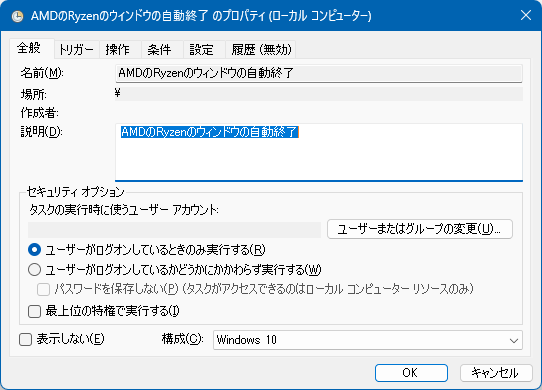 AMDのRyzenのウィンドウの自動終了 のプロパティ (ローカル コンピューター)
全般 トリガー 操作 条件 設定 履歴 (無効)
名前(M): AMDのRyzenのウィンドウの自動終了
場所: ¥
作成者:
説明(D): AMDのRyzenのウィンドウの自動終了
セキュリティ オプション
タスクの実行時に使うユーザー アカウント:
ユーザーまたはグループの変更(U)...
ユーザーがログオンしているときのみ実行する(R)
ユーザーがログオンしているかどうかにかかわらず実行する(W)
パスワードを保存しない(P) (タスクがアクセスできるのはローカル コンピューター リソースのみ)
最上位の特権で実行する(I)
表示しない(E) 構成(C): Windows 10
OK キャンセル